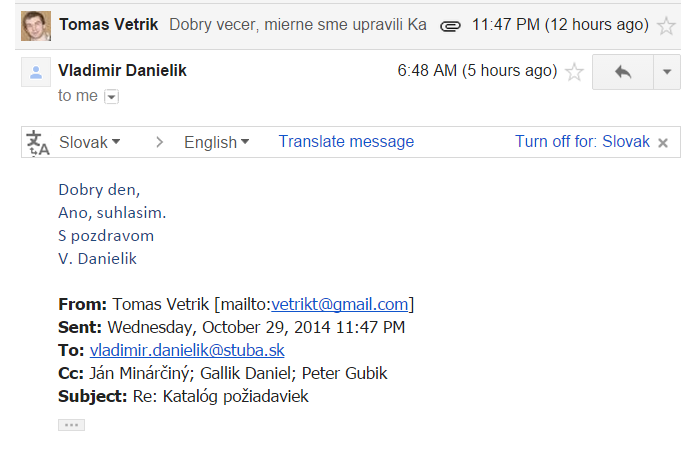 Tomas Vetrik Dobry vecer, mierne sme upravili Ka 11:47 PM (12 hours ago)
Vladimir Danielik 6:48 AM (5 hours ago)
to me
Slovak > English Translate message Turn off for: Slovak ×
Dobry den,
Ano, suhlasim.
S pozdravom
V. Danielik
From: Tomas Vetrik [mailto:vetrikt@gmail.com]
Sent: Wednesday, October 29, 2014 11:47 PM
To: vladimir.danielik@stuba.sk
Cc: Ján Minárčiný; Gallik Daniel; Peter Gubik
Subject: Re: Katalóg požiadaviek